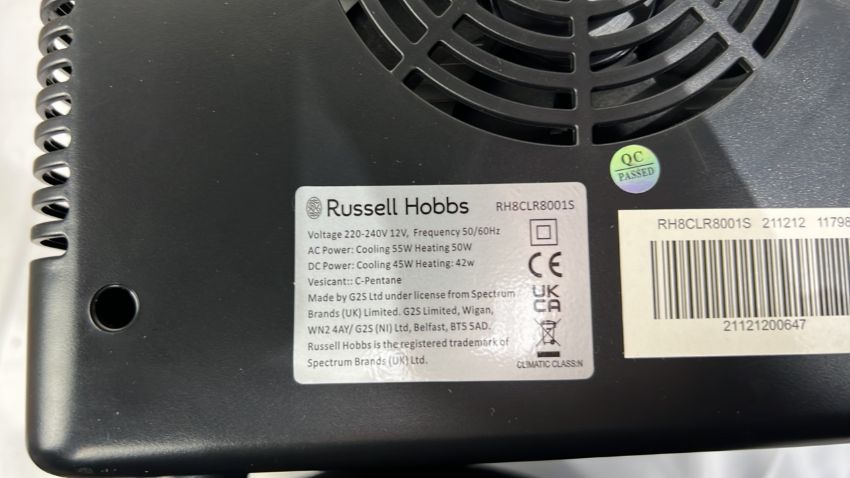 QC
PASSED
Russell Hobbs RH8CLR8001S
Voltage 220-240V 12V, Frequency 50/60Hz
AC Power: Cooling 55W Heating 50W
DC Power: Cooling 45W Heating: 42w
Vesicant:: C-Pentane
Made by G2S Ltd under license from Spectrum
Brands (UK) Limited. G2S Limited, Wigan,
WN2 4AY/ G2S (NI) Ltd, Belfast, BT5 5AD.
Russell Hobbs is the registered trademark of
Spectrum Brands (UK) Ltd.
CE
UK
CA
CLIMATIC CLASS:N
RH8CLR8001S 211212 11798
21121200647